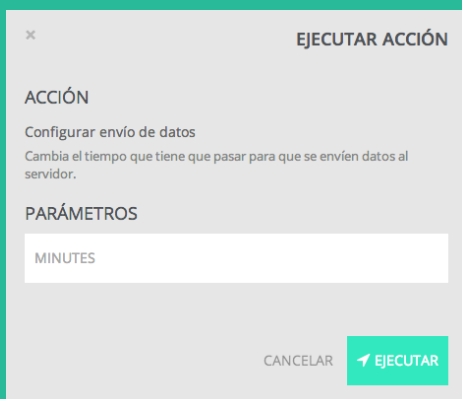 ×
EJECUTAR ACCIÓN
ACCIÓN
Configurar envío de datos
Cambia el tiempo que tiene que pasar para que se envíen datos al
servidor.
PARÁMETROS
MINUTES
CANCELAR EJECUTAR